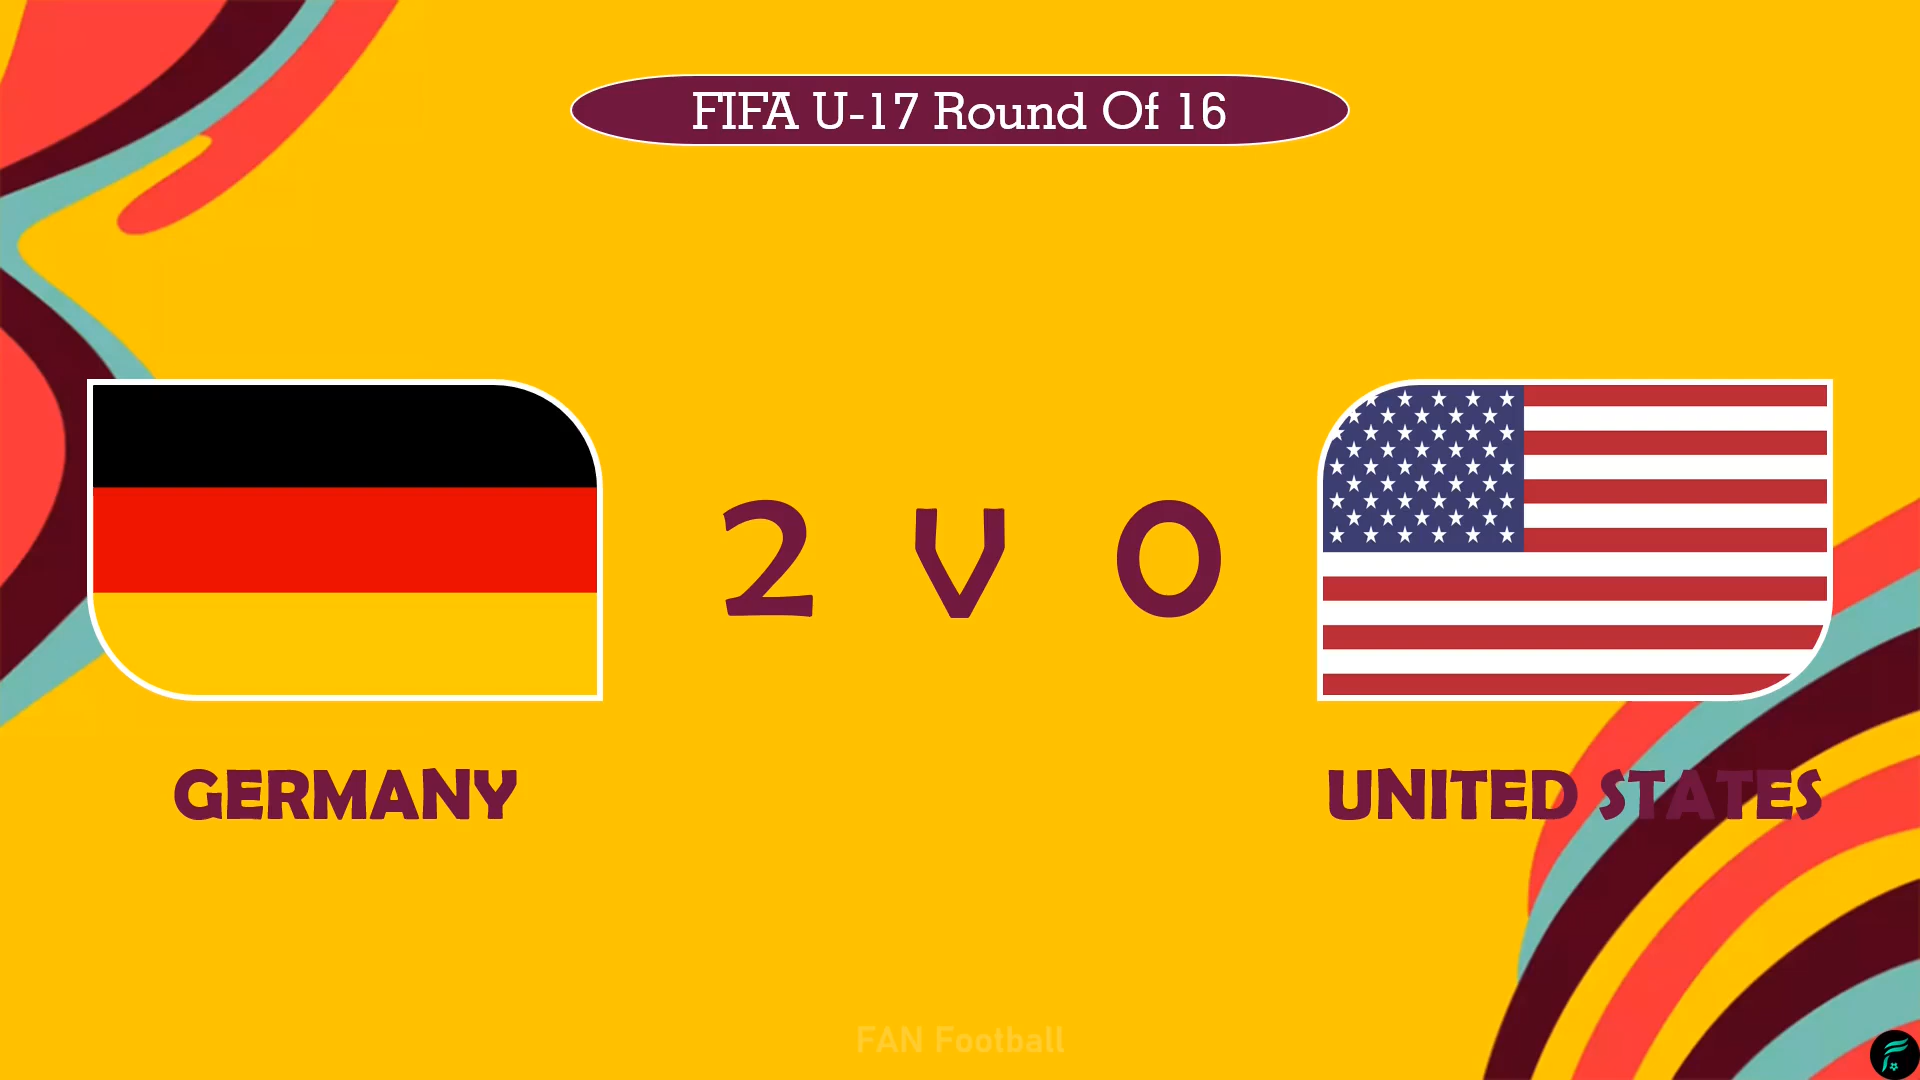 FIFA U-17 Round Of 16
2 V 0
GERMANY
UNITED STATES
FAN Football